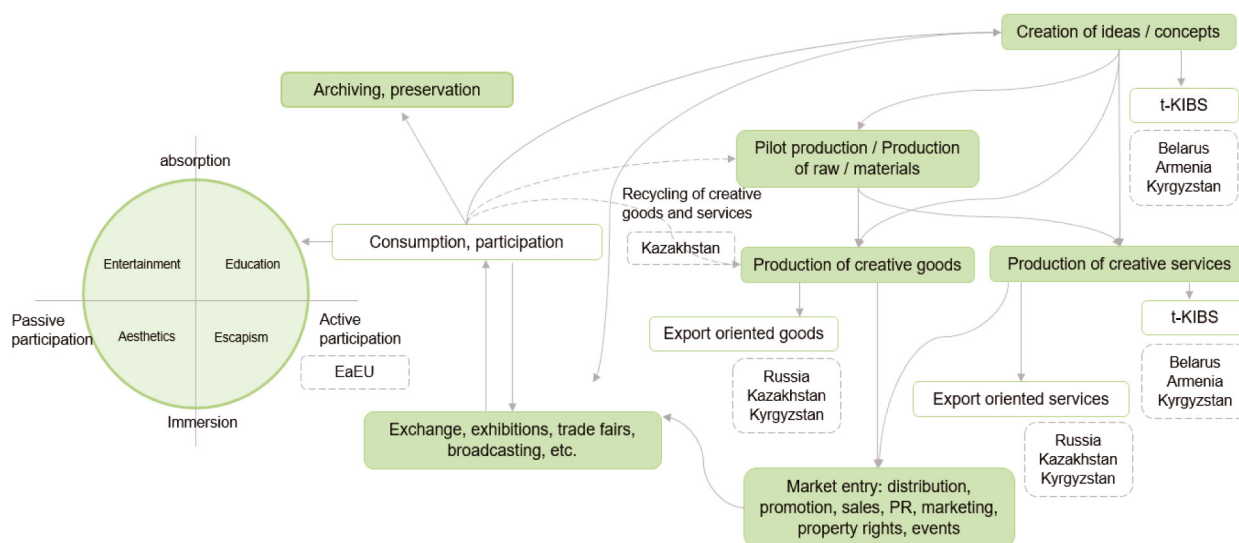 Creation of ideas / concepts
Archiving, preservation
t-KIBS
Belarus
Armenia
Kyrgyzstan
Pilot production / Production
of raw / materials
absorption
Recycling of creative
goods and services
Kazakhstan
Consumption, participation
Entertainment
Education
Production of creative goods
Production of creative services
Passive
participation
Aesthetics
Escapism
Active
participation
EaEU
Immersion
Export oriented goods
Russia
Kazakhstan
Kyrgyzstan
t-KIBS
Belarus
Armenia
Kyrgyzstan
Export oriented services
Russia
Kazakhstan
Kyrgyzstan
Exchange, exhibitions, trade fairs,
broadcasting, etc.
Market entry: distribution,
promotion, sales, PR, marketing,
property rights, events